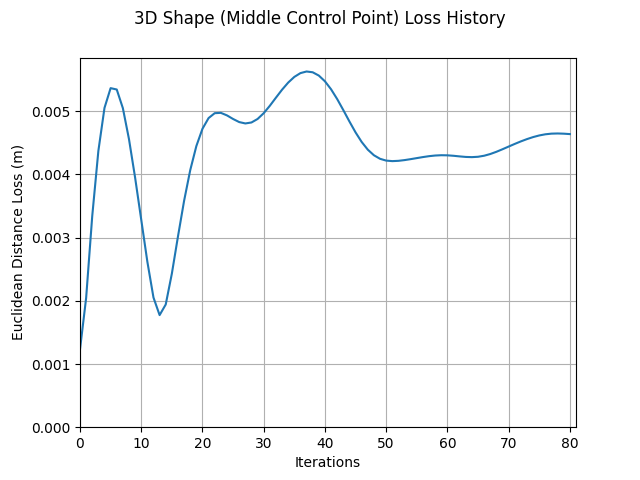 3D Shape (Middle Control Point) Loss History
Euclidean Distance Loss (m)
0.005
0.004
0.003
0.002
0.001
0.000
0 10 20 30 40 50 60 70 80
Iterations